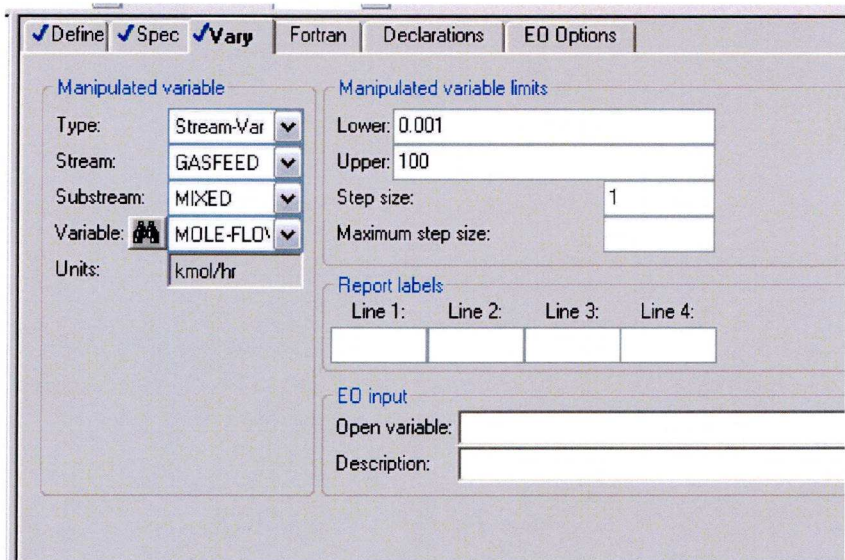 Define Spec Vary Fortran Declarations EO Options
Manipulated variable
Type: Stream-Var
Stream: GASFEED
Substream: MIXED
Variable: MOLE-FLOW
Units: kmol/hr
Manipulated variable limits
Lower: 0.001
Upper: 100
Step size: 1
Maximum step size:
Report labels
Line 1: Line 2: Line 3: Line 4:
EO input
Open variable:
Description: